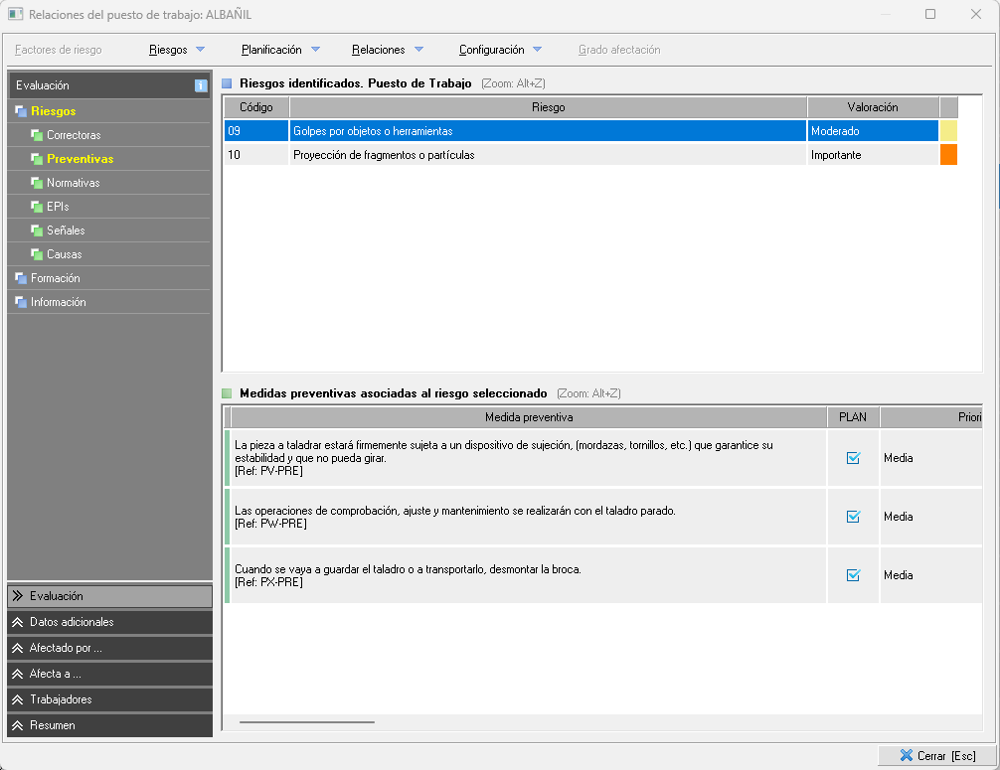 Relaciones del puesto de trabajo: ALBAÑIL
Factores de riesgo
Riesgos
Planificación
Relaciones
Configuración
Grado afectación
Evaluación
Riesgos
Correctoras
Preventivas
Normativas
EPIs
Señales
Causas
Formación
Información
Evaluación
Datos adicionales
Afectado por ...
Afecta a ...
Trabajadores
Resumen
Riesgos identificados. Puesto de Trabajo (Zoom: Alt+Z)
Código Riesgo Valoración
09 Golpes por objetos o herramientas Moderado
10 Proyección de fragmentos o partículas Importante
Medidas preventivas asociadas al riesgo seleccionado (Zoom: Alt+Z)
Medida preventiva PLAN Priori
La pieza a taladrar estará firmemente sujeta a un dispositivo de sujeción, (mordazas, tornillos, etc.) que garantice su
estabilidad y que no pueda girar.
[Ref: PV-PRE]
Media
Las operaciones de comprobación, ajuste y mantenimiento se realizarán con el taladro parado.
[Ref: PW-PRE]
Media
Cuando se vaya a guardar el taladro o a transportarlo, desmontar la broca.
[Ref: PX-PRE]
Media
Cerrar [Esc]